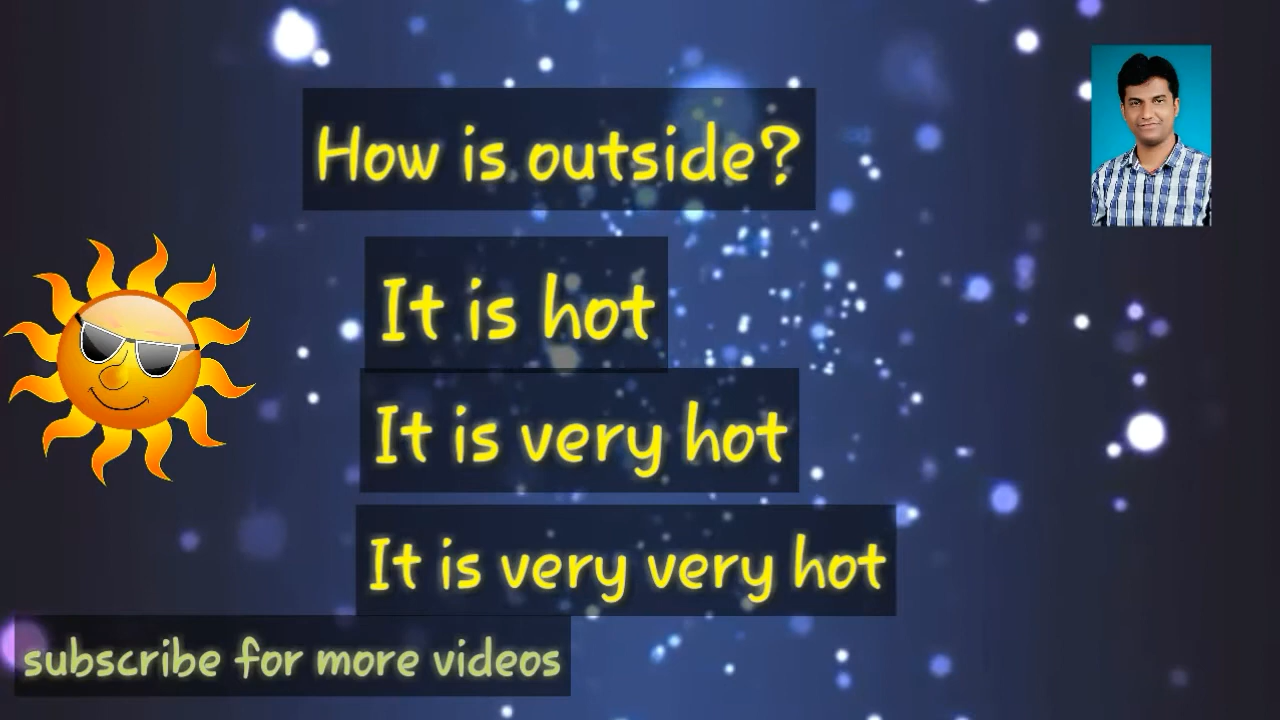 How is outside?
It is hot
It is very hot
It is very very hot
subscribe for more videos